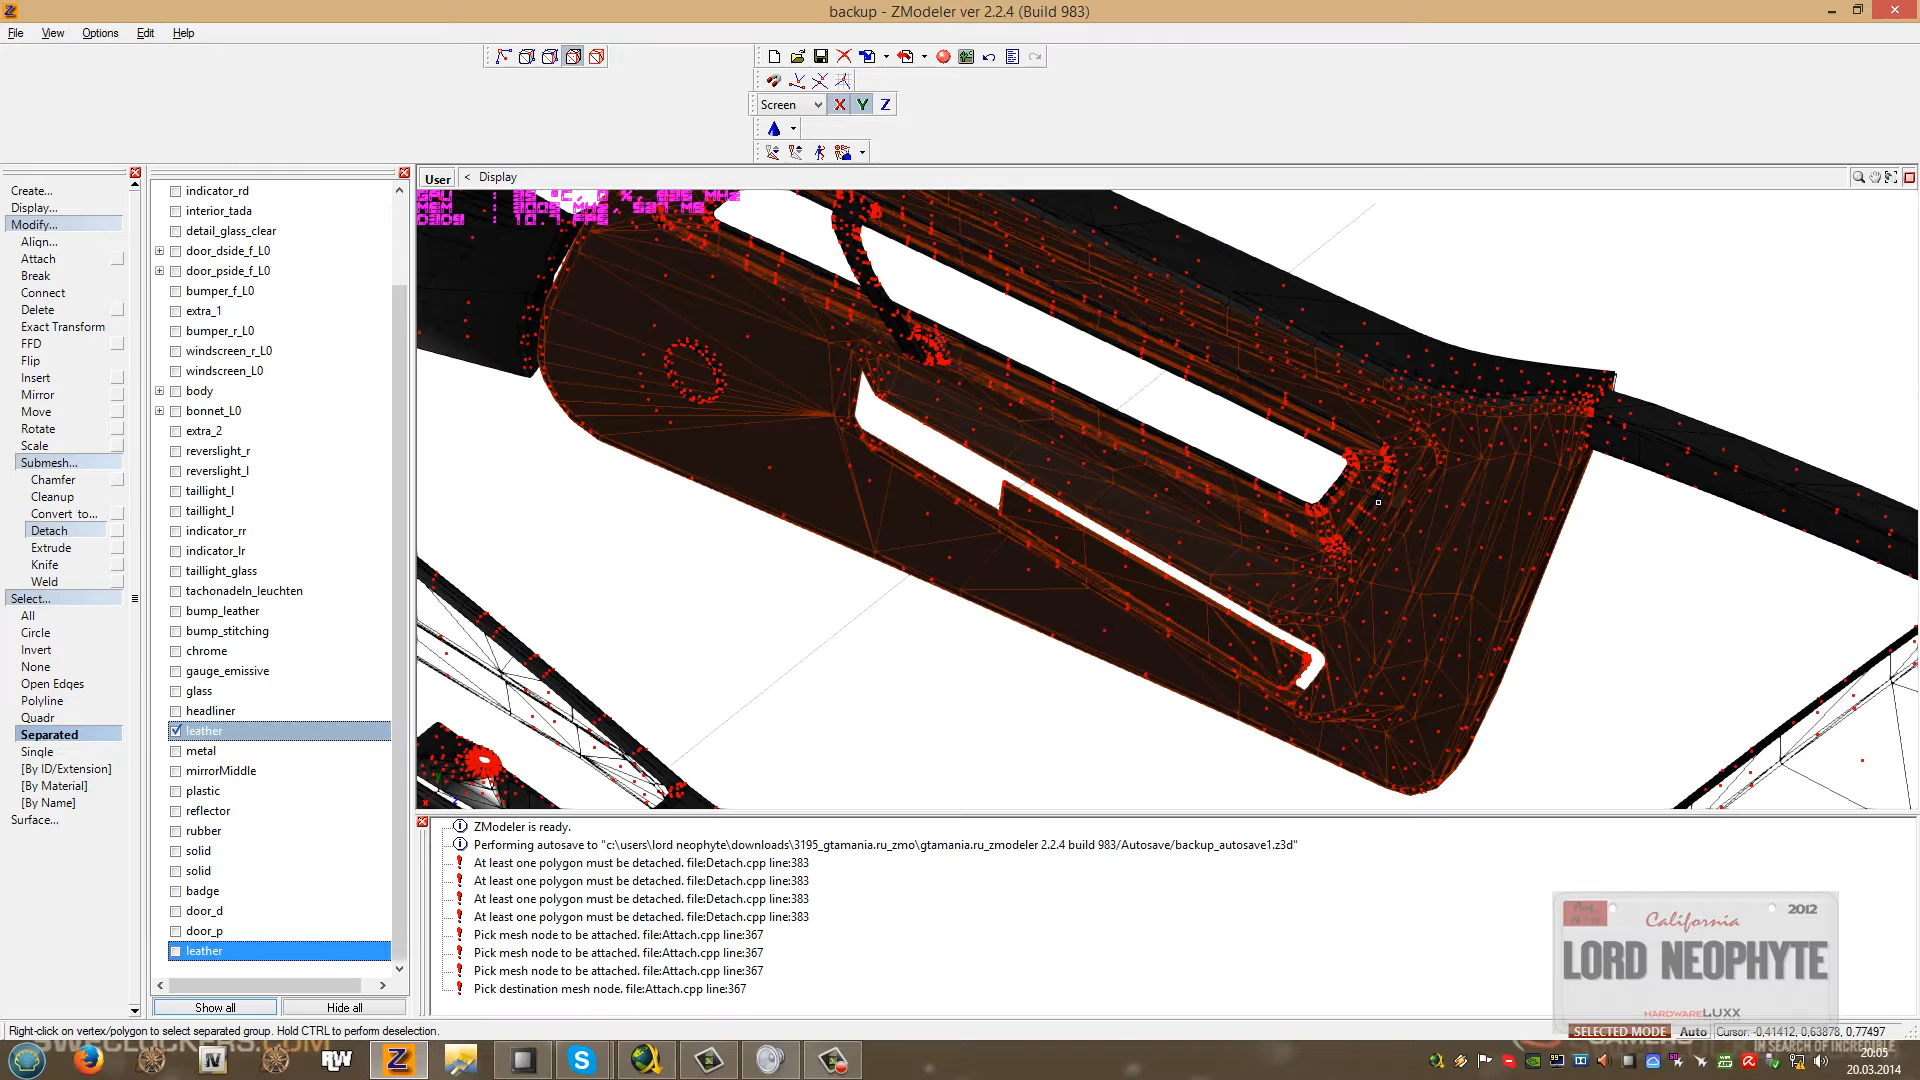 backup - ZModeler ver 2.2.4 (Build 983)
File View Options Edit Help
Screen X Y Z
User < Display
Create...
Display...
Modify...
Align...
Attach
Break
Connect
Delete
Exact Transform
FFD
Flip
Insert
Mirror
Move
Rotate
Scale
Submesh...
Chamfer
Cleanup
Convert to...
Detach
Extrude
Knife
Weld
Select...
All
Circle
Invert
None
Open Edges
Polyline
Quadr
Separated
Single
[By ID/Extension]
[By Material]
[By Name]
Surface...
indicator_rd
interior_tada
detail_glass_clear
door_dside_f_L0
door_pside_f_L0
bumper_f_L0
extra_1
bumper_r_L0
windscreen_r_L0
windscreen_L0
body
bonnet_L0
extra_2
reverslight_r
reverslight_l
taillight_l
taillight_l
indicator_rr
indicator_lr
taillight_glass
tachonadeln_leuchten
bump_leather
bump_stitching
chrome
gauge_emissive
glass
headliner
leather
metal
mirrorMiddle
plastic
reflector
rubber
solid
solid
badge
door_d
door_p
leather
Show all Hide all
ZModeler is ready.
Performing autosave to "c:\users\lord neophyte\downloads\3195_gtamania.ru_zmo\gtamania.ru_zmodeler 2.2.4 build 983/Autosave/backup_autosave1.z3d"
At least one polygon must be detached. file:Detach.cpp line:383
At least one polygon must be detached. file:Detach.cpp line:383
At least one polygon must be detached. file:Detach.cpp line:383
At least one polygon must be detached. file:Detach.cpp line:383
Pick mesh node to be attached. file:Attach.cpp line:367
Pick mesh node to be attached. file:Attach.cpp line:367
Pick mesh node to be attached. file:Attach.cpp line:367
Pick destination mesh node. file:Attach.cpp line:367
California 2012
LORD NEOPHYTE
HARDWARELUXX
Right-click on vertex/polygon to select separated group. Hold CTRL to perform deselection.
SELECTED MODE Auto Cursor: -0,41412, 0,63878, 0,77497
IN SEARCH OF INCREDIBLE
RW
20:05
20.03.2014